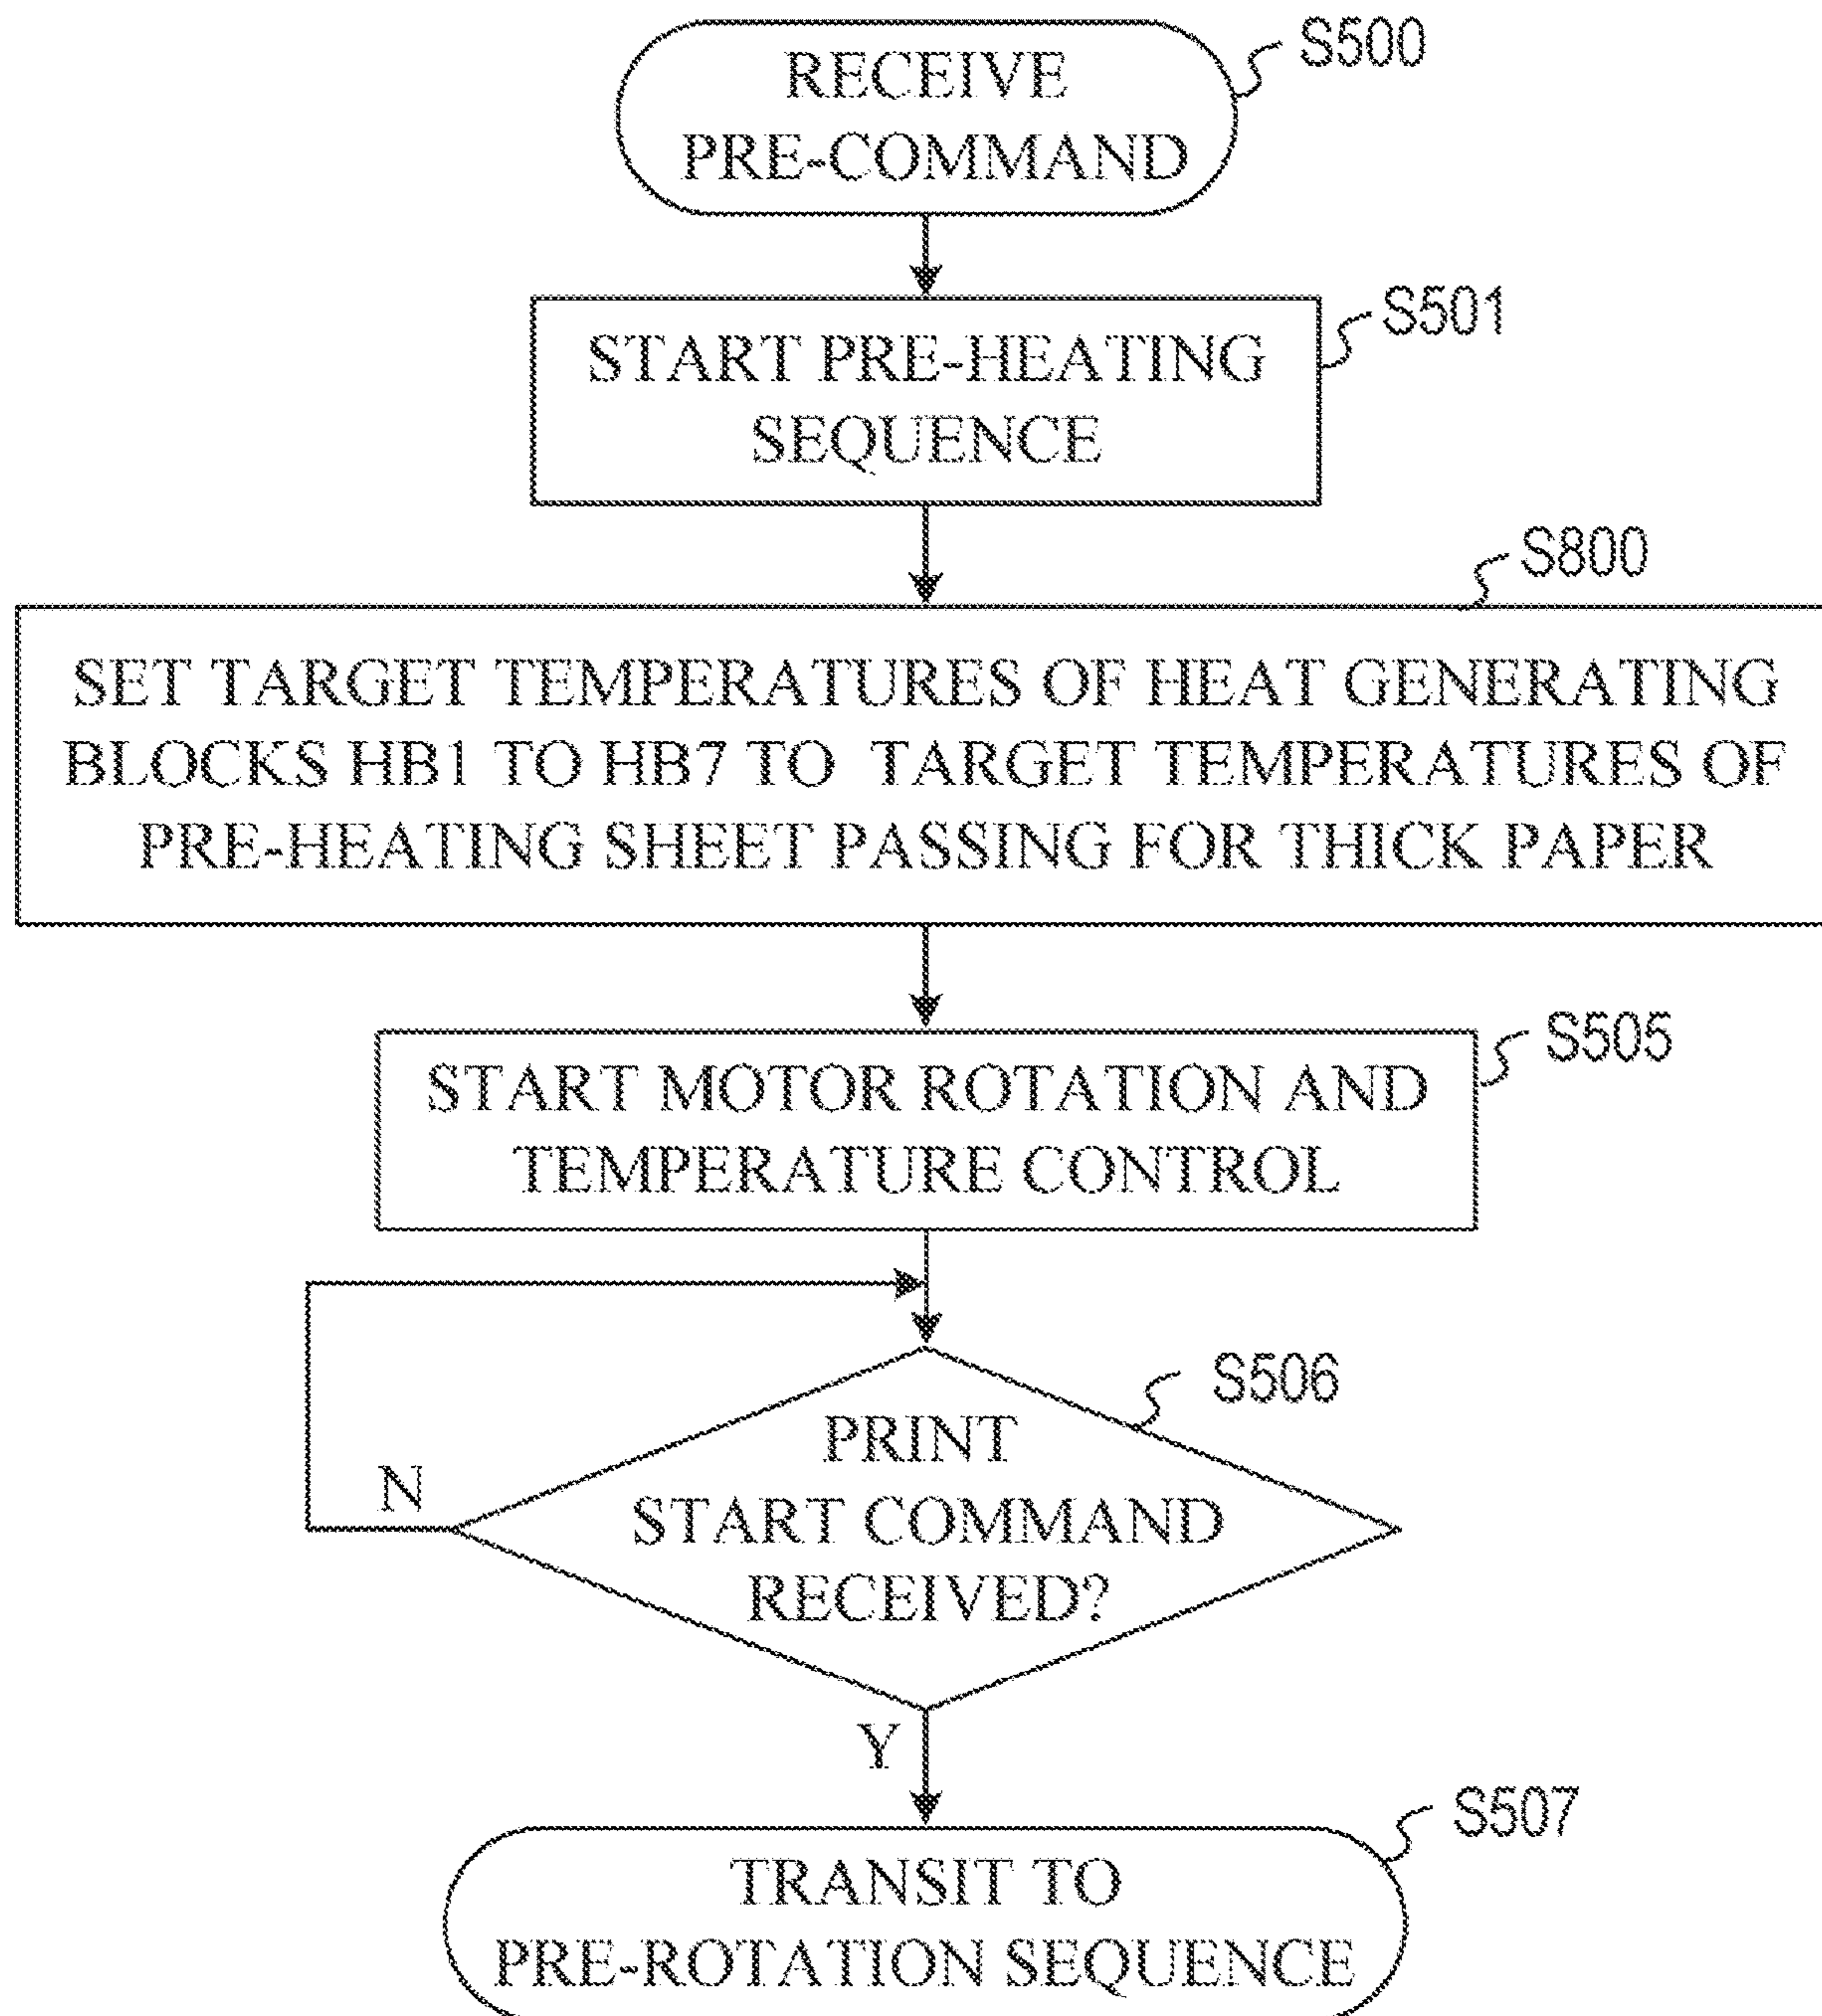 RECEIVE
PRE-COMMAND
S500
START PRE-HEATING
SEQUENCE
S501
S800
SET TARGET TEMPERATURES OF HEAT GENERATING
BLOCKS HB1 TO HB7 TO TARGET TEMPERATURES OF
PRE-HEATING SHEET PASSING FOR THICK PAPER
S505
START MOTOR ROTATION AND
TEMPERATURE CONTROL
S506
PRINT
START COMMAND
RECEIVED?
N
Y
S507
TRANSIT TO
PRE-ROTATION SEQUENCE